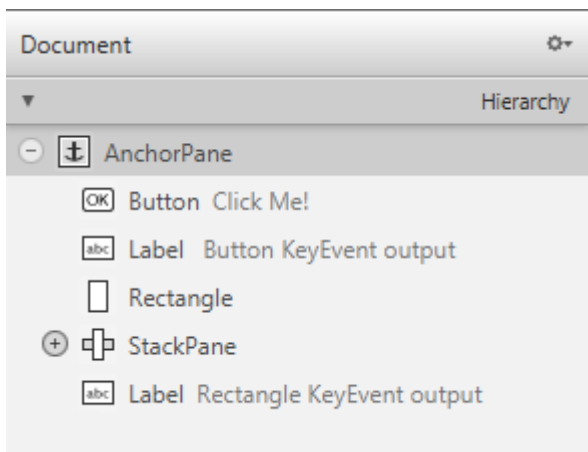 Document
Hierarchy
AnchorPane
OK Button Click Me!
abc Label Button KeyEvent output
Rectangle
StackPane
abc Label Rectangle KeyEvent output